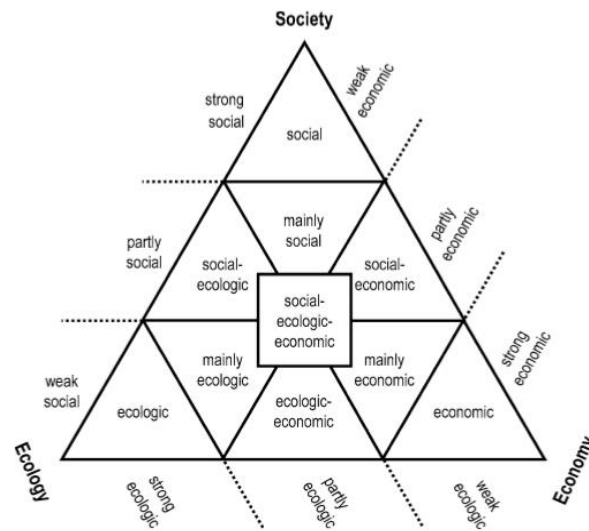 Society
weak
economic
strong
social
social
partly
economic
mainly
social
partly
social
social-
ecologic
social-
economic
social-
ecologic-
economic
strong
economic
mainly
ecologic
mainly
economic
weak
social
ecologic
ecologic-
economic
economic
Ecology
strong
ecologic
partly
ecologic
weak
ecologic
Economy